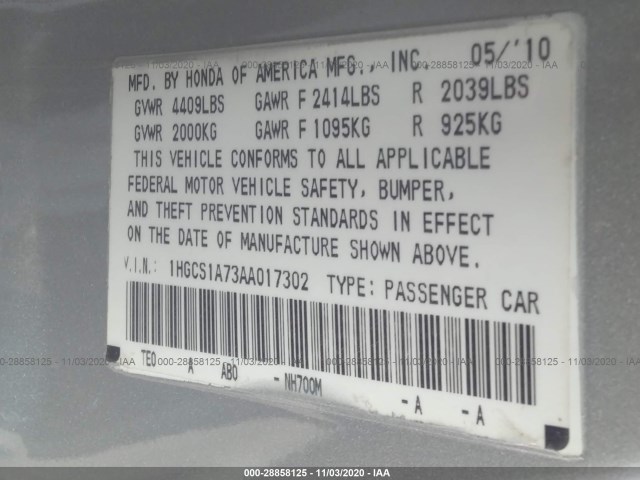 MFD. BY HONDA OF AMERICA MFG., INC. 05/'10
GVWR 4409LBS GAWR F 2414LBS R 2039LBS
GVWR 2000KG GAWR F 1095KG R 925KG
THIS VEHICLE CONFORMS TO ALL APPLICABLE
FEDERAL MOTOR VEHICLE SAFETY, BUMPER,
AND THEFT PREVENTION STANDARDS IN EFFECT
ON THE DATE OF MANUFACTURE SHOWN ABOVE.
V.I.N.: 1HGCS1A73AA017302 TYPE: PASSENGER CAR
000-28858125 - 11/03/2020 - IAA
TE0 A AB0 - NH700M - A - A
000-28858125 - 11/03/2020 - IAA